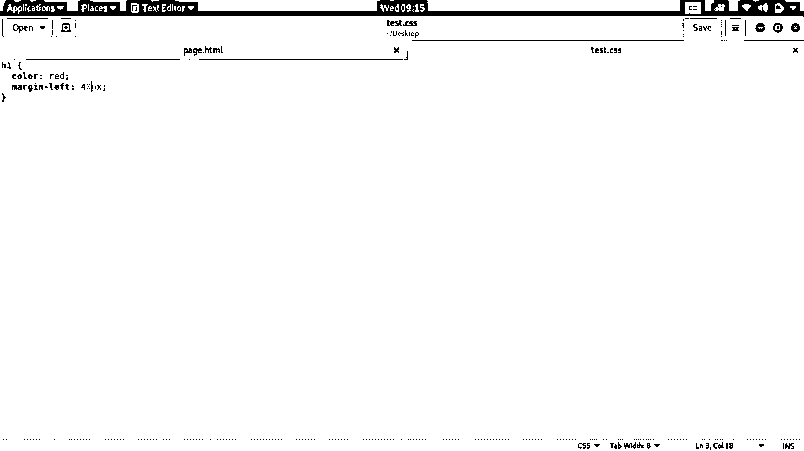 Applications Places Text Editor Wed 09:15
Open test.css Save
~/Desktop
page.html test.css
h1 {
color: red;
margin-left: 40px;
}
CSS Tab Width: 8 Ln 3, Col 18 INS